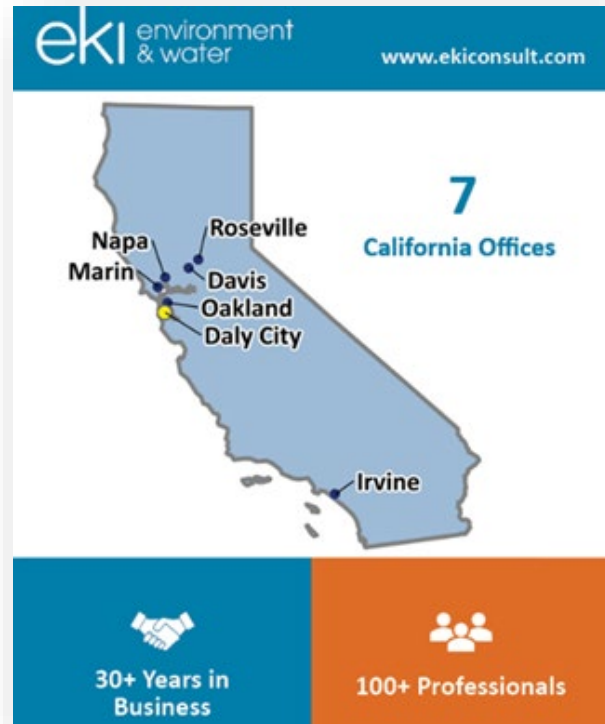 eki environment
& water
www.ekiconsult.com
7
California Offices
Roseville
Napa
Marin
Davis
Oakland
Daly City
Irvine
30+ Years in
Business
100+ Professionals